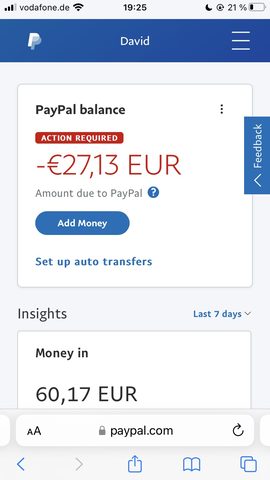 vodafone.de
19:25
21 %
David
PayPal balance
ACTION REQUIRED
-€27,13 EUR
Amount due to PayPal ?
Add Money
Set up auto transfers
Feedback
Insights
Last 7 days
Money in
60,17 EUR
AA
paypal.com